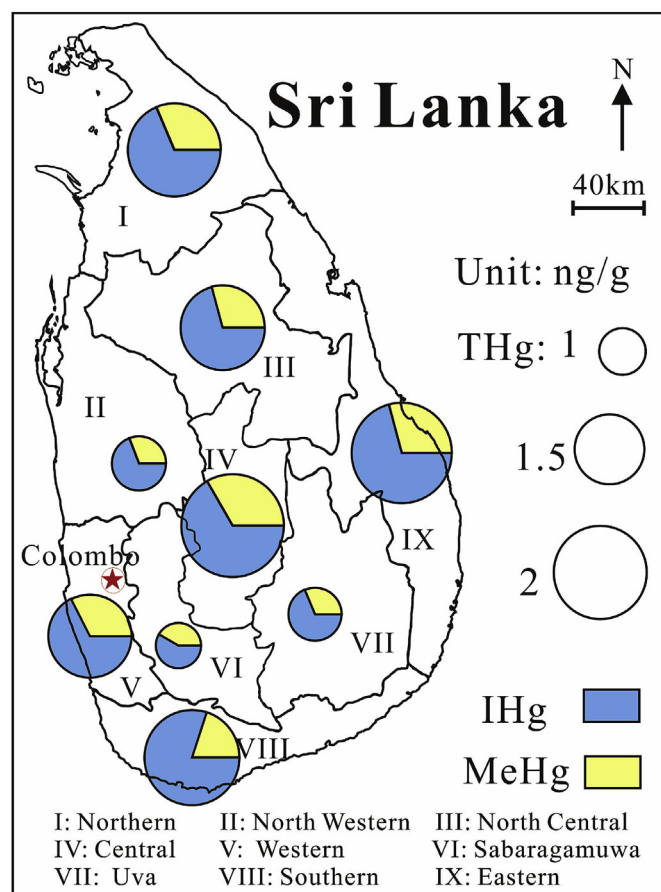 Sri Lanka
N
40km
Unit: ng/g
THg: 1
1.5
2
I
III
II
IV
IX
Colombo
VII
VI
V
VIII
IHg
MeHg
I: Northern II: North Western III: North Central
IV: Central V: Western VI: Sabaragamuwa
VII: Uva VIII: Southern IX: Eastern